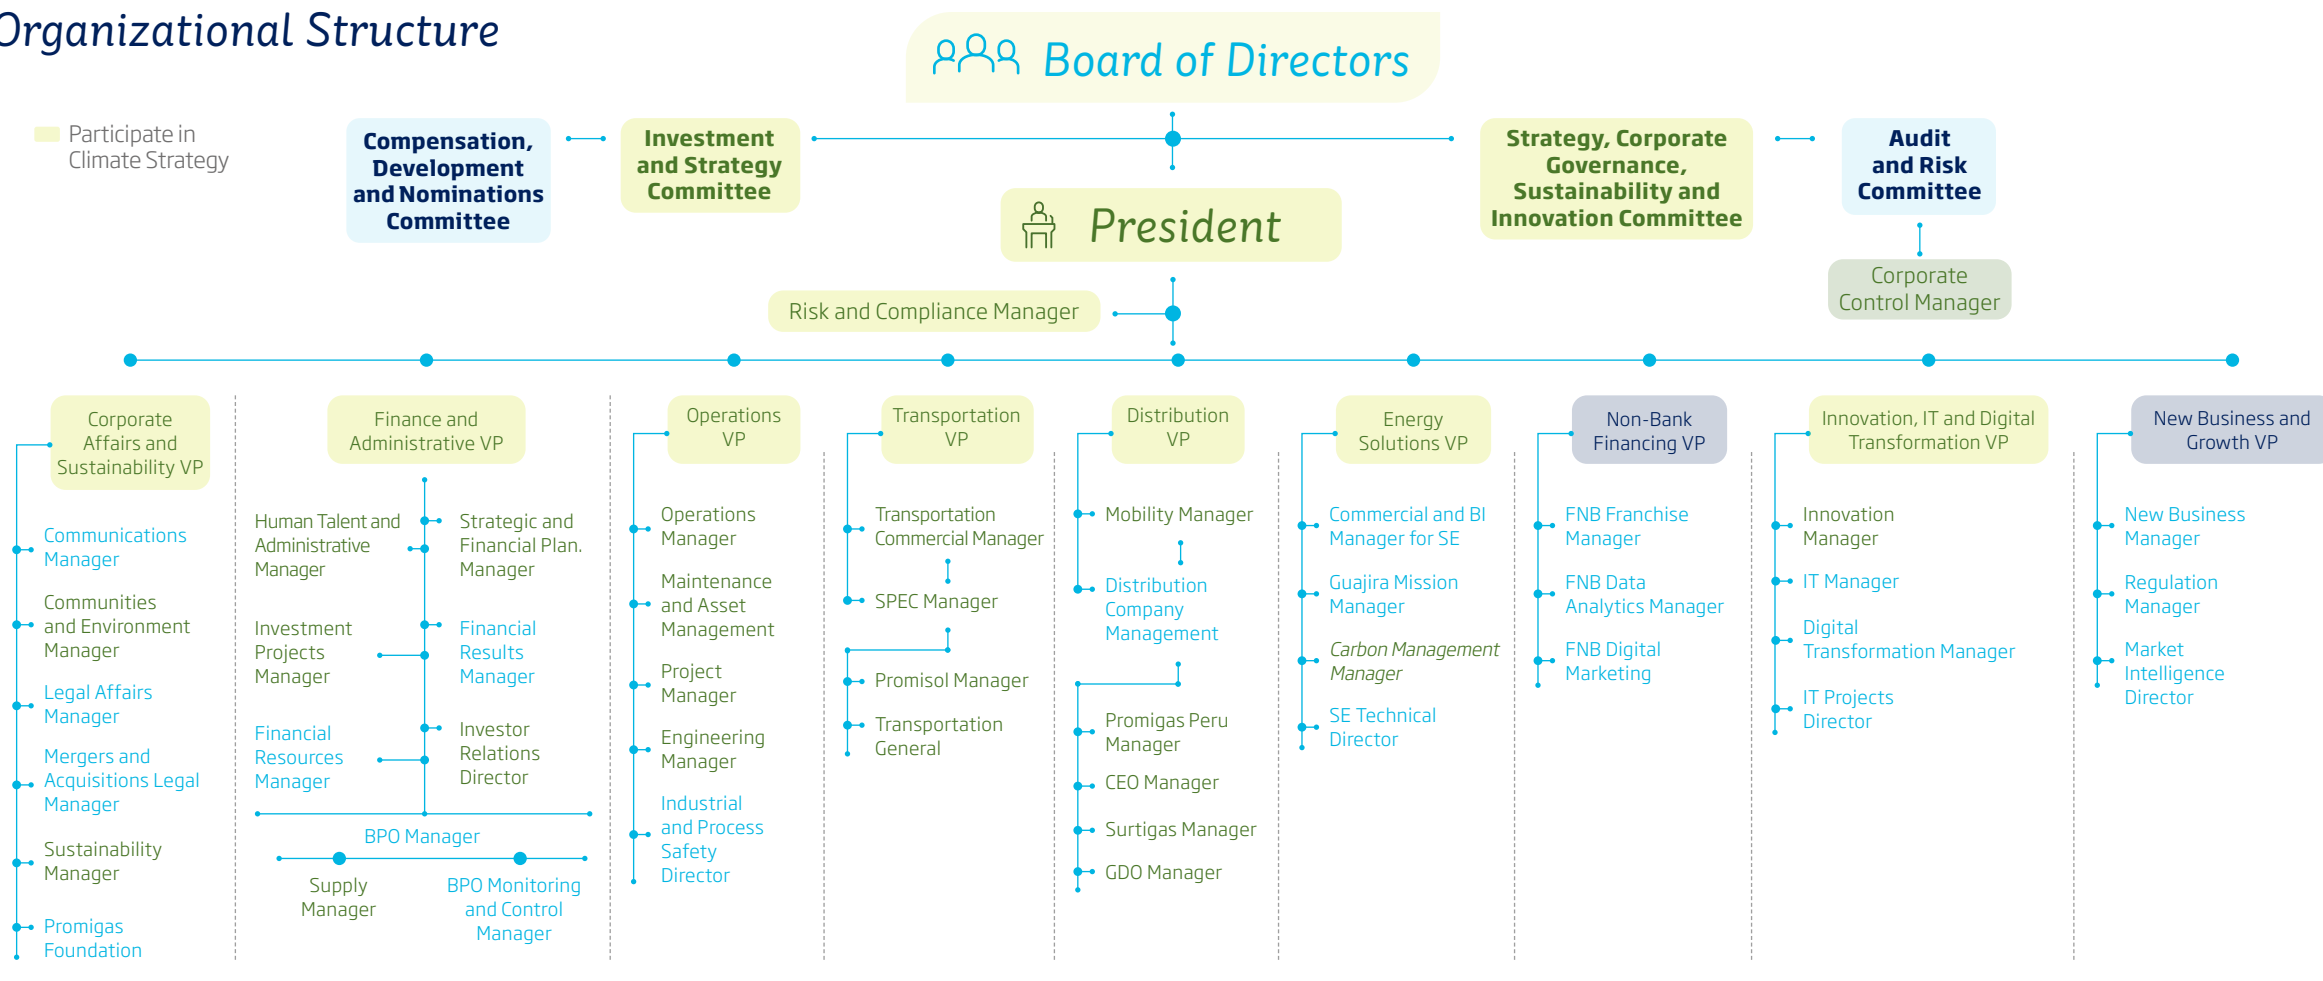 Organizational Structure
Board of Directors
Participate in
Climate Strategy
Compensation,
Development
and Nominations
Committee
Investment
and Strategy
Committee
Strategy, Corporate
Governance,
Sustainability and
Innovation Committee
Audit
and Risk
Committee
President
Corporate
Control Manager
Risk and Compliance Manager
Corporate
Affairs and
Sustainability VP
Communications
Manager
Communities
and Environment
Manager
Legal Affairs
Manager
Mergers and
Acquisitions Legal
Manager
Sustainability
Manager
Promigas
Foundation
Finance and
Administrative VP
Human Talent and
Administrative
Manager
Strategic and
Financial Plan.
Manager
Investment
Projects
Manager
Financial
Results
Manager
Financial
Resources
Manager
Investor
Relations
Director
BPO Manager
Supply
Manager
BPO Monitoring
and Control
Manager
Operations
VP
Operations
Manager
Maintenance
and Asset
Management
Project
Manager
Engineering
Manager
Industrial
and Process
Safety
Director
Transportation
VP
Transportation
Commercial Manager
SPEC Manager
Promisol Manager
Transportation
General
Distribution
VP
Mobility Manager
Distribution
Company
Management
Promigas Peru
Manager
CEO Manager
Surtigas Manager
GDO Manager
Energy
Solutions VP
Commercial and BI
Manager for SE
Guajira Mission
Manager
Carbon Management
Manager
SE Technical
Director
Non-Bank
Financing VP
FNB Franchise
Manager
FNB Data
Analytics Manager
FNB Digital
Marketing
Innovation, IT and Digital
Transformation VP
Innovation
Manager
IT Manager
Digital
Transformation Manager
IT Projects
Director
New Business and
Growth VP
New Business
Manager
Regulation
Manager
Market
Intelligence
Director